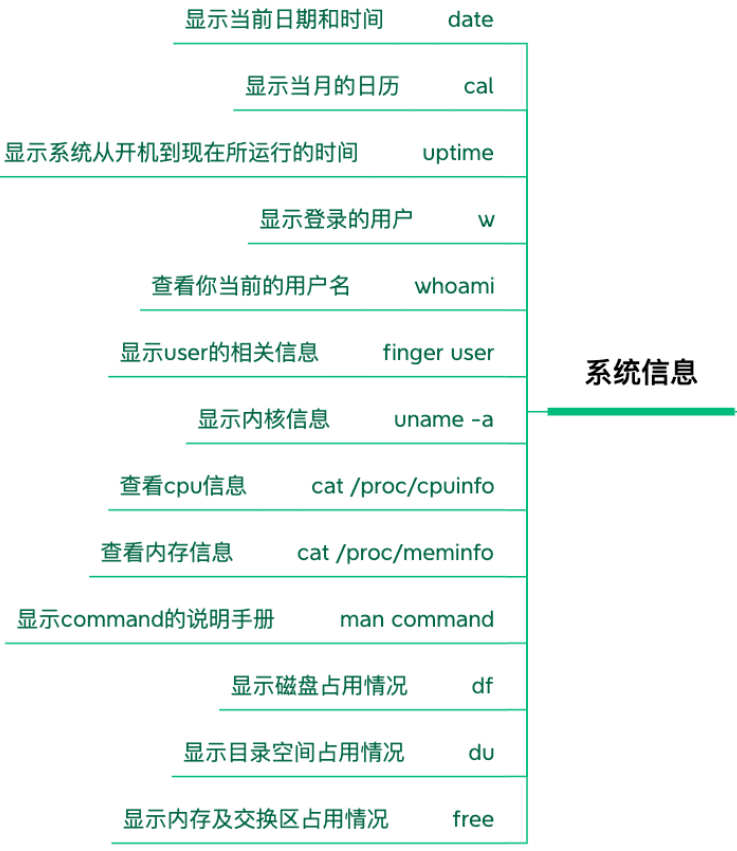 显示当前日期和时间 date
显示当月的日历 cal
显示系统从开机到现在所运行的时间 uptime
显示登录的用户 w
查看你当前的用户名 whoami
显示user的相关信息 finger user
系统信息
显示内核信息 uname -a
查看cpu信息 cat /proc/cpuinfo
查看内存信息 cat /proc/meminfo
显示command的说明手册 man command
显示磁盘占用情况 df
显示目录空间占用情况 du
显示内存及交换区占用情况 free